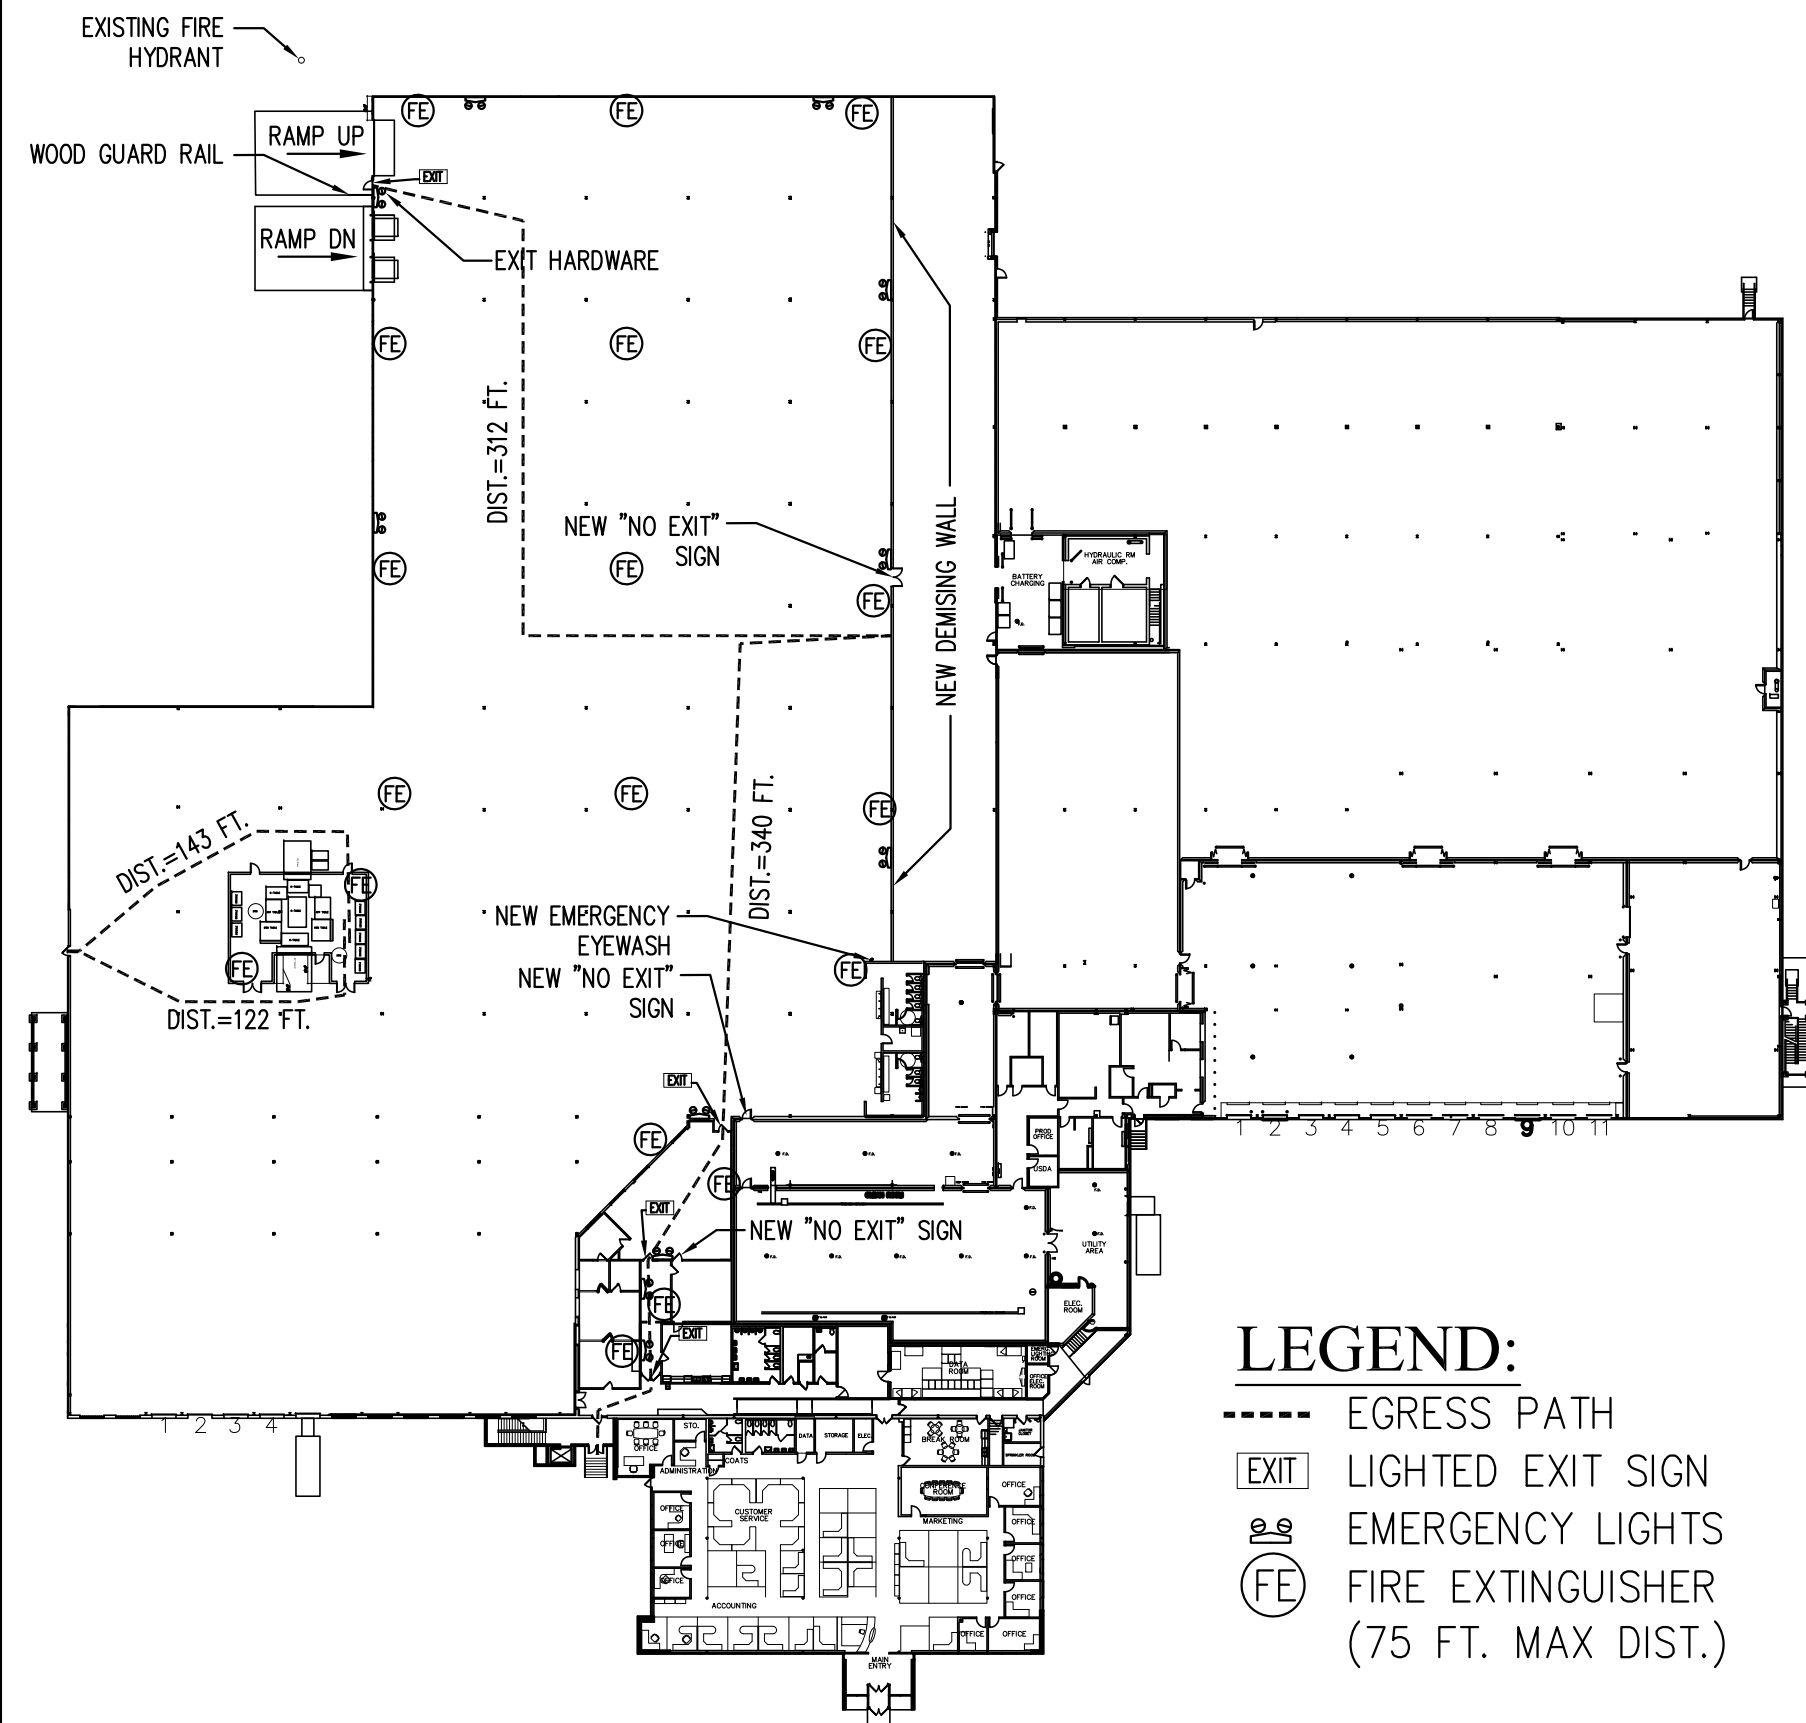 EXISTING FIRE
HYDRANT
FE
FE
FE
RAMP UP
WOOD GUARD RAIL
EXIT
RAMP DN
EXIT HARDWARE
FE
FE
FE
DIST.=312 FT.
NEW "NO EXIT"
SIGN
NEW DEMISING WALL
FE
FE
FE
HYDRAULIC RM
AIR COMP.
BATTERY
CHARGING
FE
FE
FE
DIST.=340 FT.
DIST.=143 FT.
FE
FE
DIST.=122 FT.
NEW EMERGENCY
EYEWASH
FE
NEW "NO EXIT"
SIGN
EXIT
FE
FE
EXIT
NEW "NO EXIT" SIGN
FE
FE
EXIT
PROD
OFFICE
USDA
UTILITY
AREA
ELEC.
ROOM
1 2 3 4 5 6 7 8 9 10 11
1 2 3 4
DATA
ROOM
OFFICE
ELEC.
ROOM
STO.
OFFICE
ADMINISTRATION
COATS
DATA
STORAGE
ELEC.
BREAK ROOM
CONFERENCE
ROOM
OFFICE
MARKETING
CUSTOMER
SERVICE
OFFICE
OFFICE
OFFICE
OFFICE
OFFICE
OFFICE
ACCOUNTING
OFFICE
OFFICE
MAIN
ENTRY
LEGEND:
EGRESS PATH
EXIT LIGHTED EXIT SIGN
EMERGENCY LIGHTS
FE FIRE EXTINGUISHER
(75 FT. MAX DIST.)